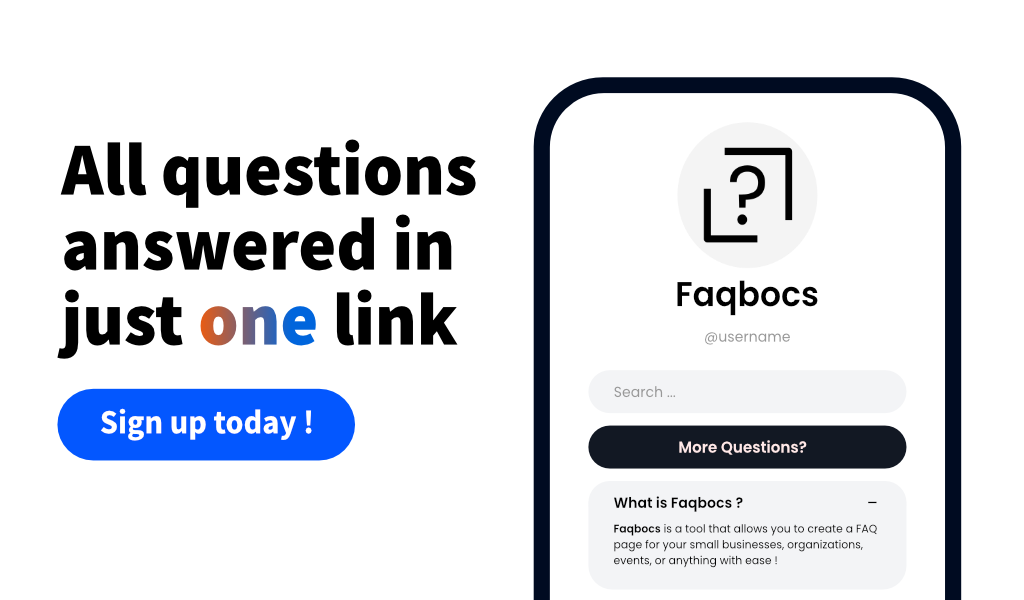 All questions
answered in
just one link
Sign up today !
?
Faqbocs
@username
Search ...
More Questions?
What is Faqbocs ? –
Faqbocs is a tool that allows you to create a FAQ
page for your small businesses, organizations,
events, or anything with ease !